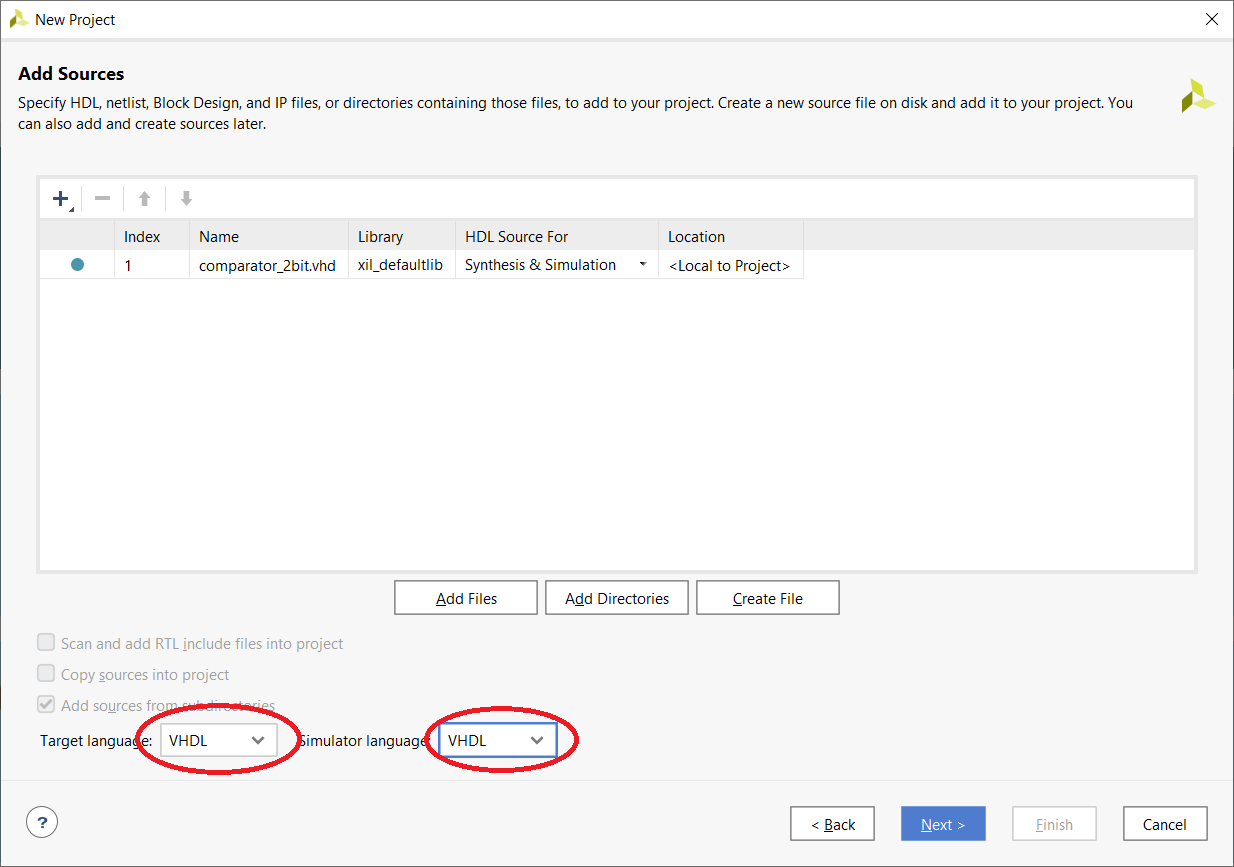 New Project
Add Sources
Specify HDL, netlist, Block Design, and IP files, or directories containing those files, to add to your project. Create a new source file on disk and add it to your project. You
can also add and create sources later.
Index Name Library HDL Source For Location
1 comparator_2bit.vhd xil_defaultlib Synthesis & Simulation <Local to Project>
Add Files Add Directories Create File
Scan and add RTL include files into project
Copy sources into project
Add sources from subdirectories
Target language: VHDL Simulator language: VHDL
? < Back Next > Finish Cancel